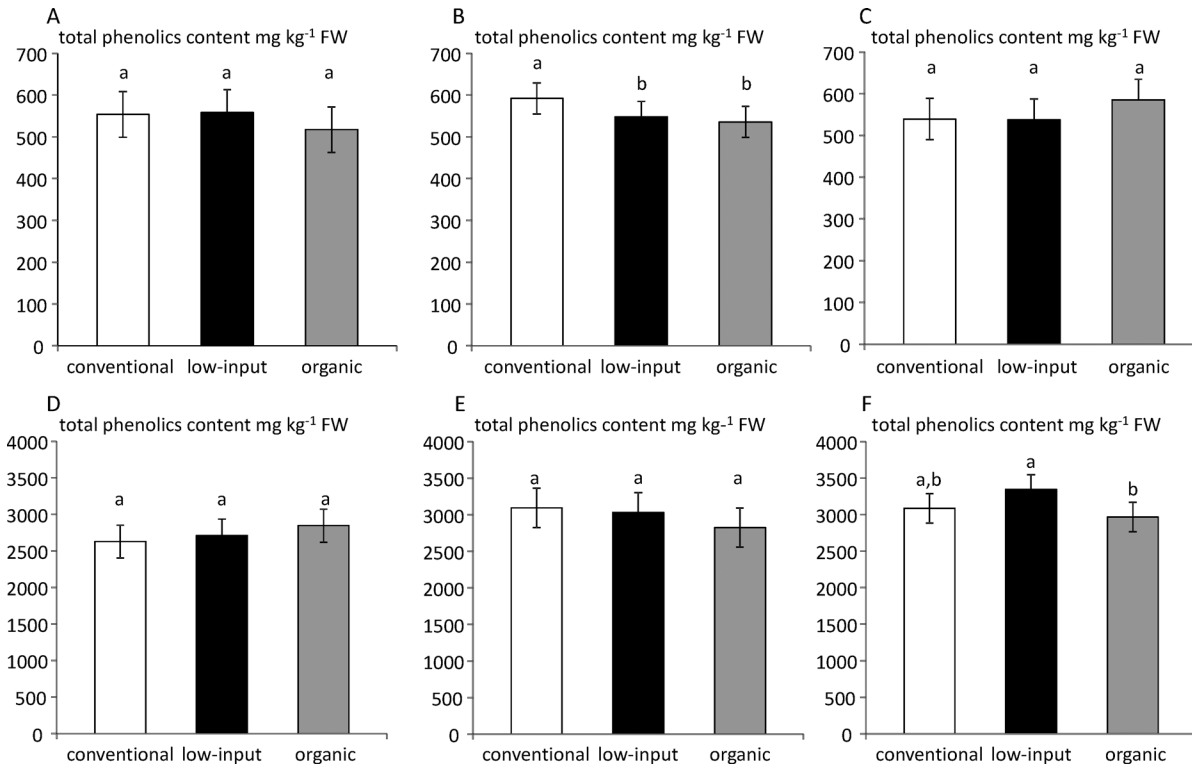 A
total phenolics content mg kg⁻¹ FW
700
600
500
400
300
200
100
0
a
a
a
conventional low-input organic
B
total phenolics content mg kg⁻¹ FW
700
600
500
400
300
200
100
0
a
b
b
conventional low-input organic
C
total phenolics content mg kg⁻¹ FW
700
600
500
400
300
200
100
0
a
a
a
conventional low-input organic
D
total phenolics content mg kg⁻¹ FW
4000
3500
3000
2500
2000
1500
1000
500
0
a
a
a
conventional low-input organic
E
total phenolics content mg kg-¹ FW
4000
3500
3000
2500
2000
1500
1000
500
0
a
a
a
conventional low-input organic
F
total phenolics content mg kg⁻¹ FW
4000
3500
3000
2500
2000
1500
1000
500
0
a,b
a
b
conventional low-input organic